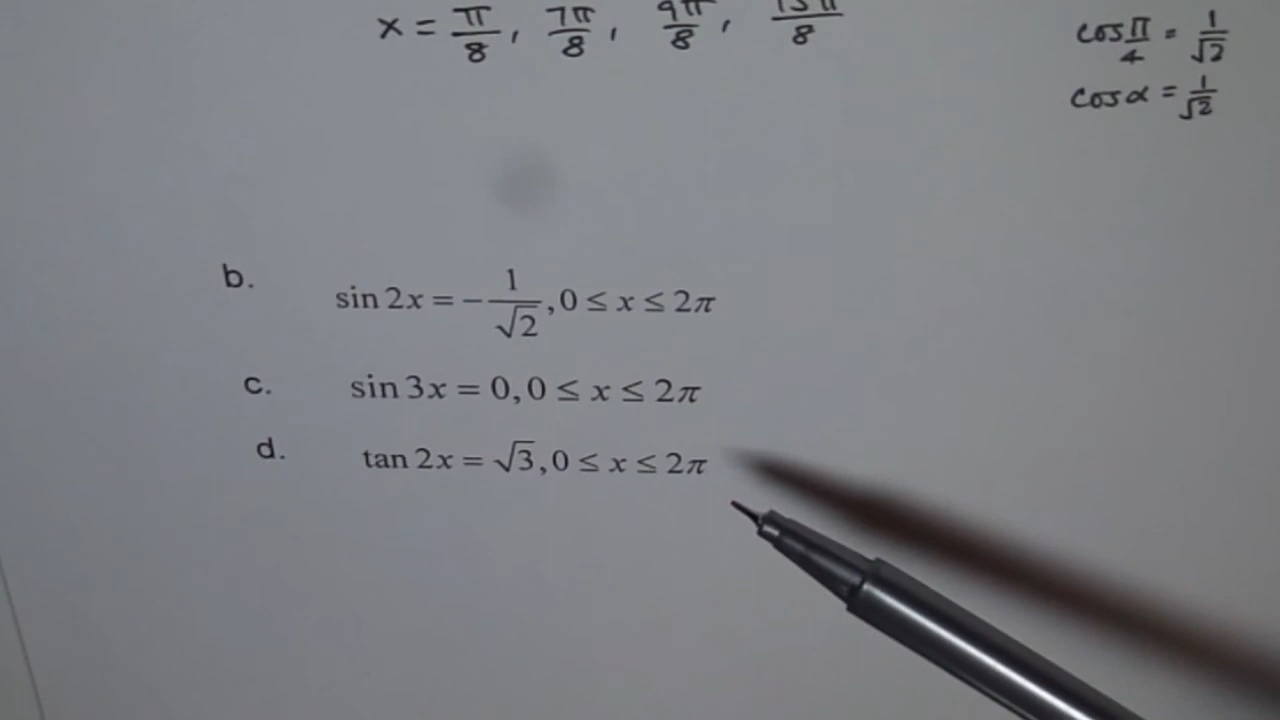 x = π/8, 7π/8, 9π/8, 15π/8
cos π/4 = 1/√2
cos α = 1/√2
b. sin 2x = −1/√2, 0 ≤ x ≤ 2π
c. sin 3x = 0, 0 ≤ x ≤ 2π
d. tan 2x = √3, 0 ≤ x ≤ 2π